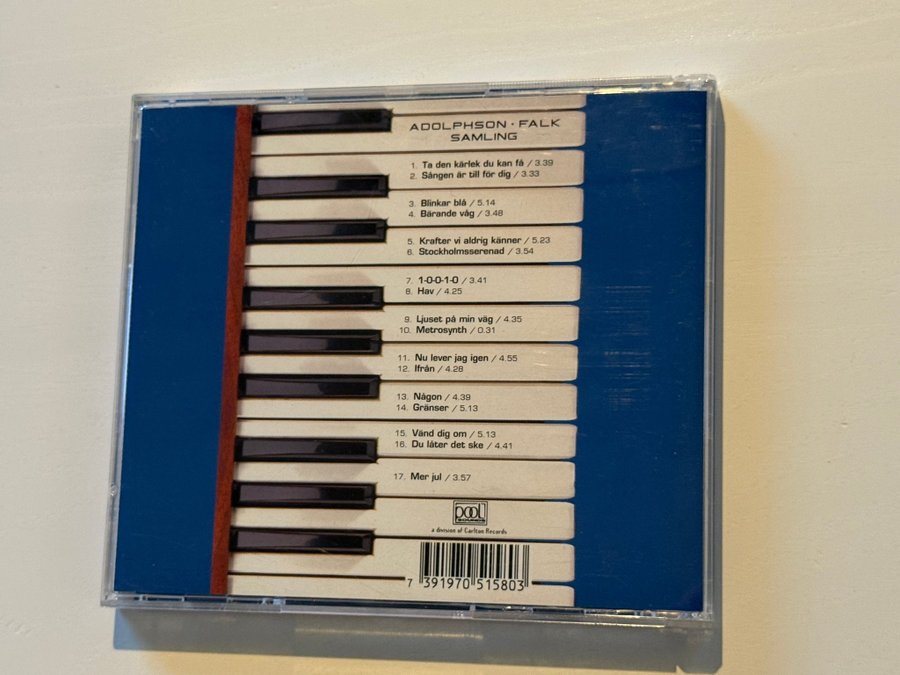 ADOLPHSON · FALK
SAMLING
1. Ta den kärlek du kan få / 3.39
2. Sången är till för dig / 3.33
3. Blinkar blå / 5.14
4. Bärande våg / 3.48
5. Krafter vi aldrig känner / 5.23
6. Stockholmsserenad / 3.54
7. 1-0-0-1-0 / 3.41
8. Hav / 4.25
9. Ljuset på min väg / 4.35
10. Metrosynth / 0.31
11. Nu lever jag igen / 4.55
12. Ifrån / 4.28
13. Någon / 4.39
14. Gränser / 5.13
15. Vänd dig om / 5.13
16. Du låter det ske / 4.41
17. Mer jul / 3.57
pool
a division of Carlton Records
7 391970 515803